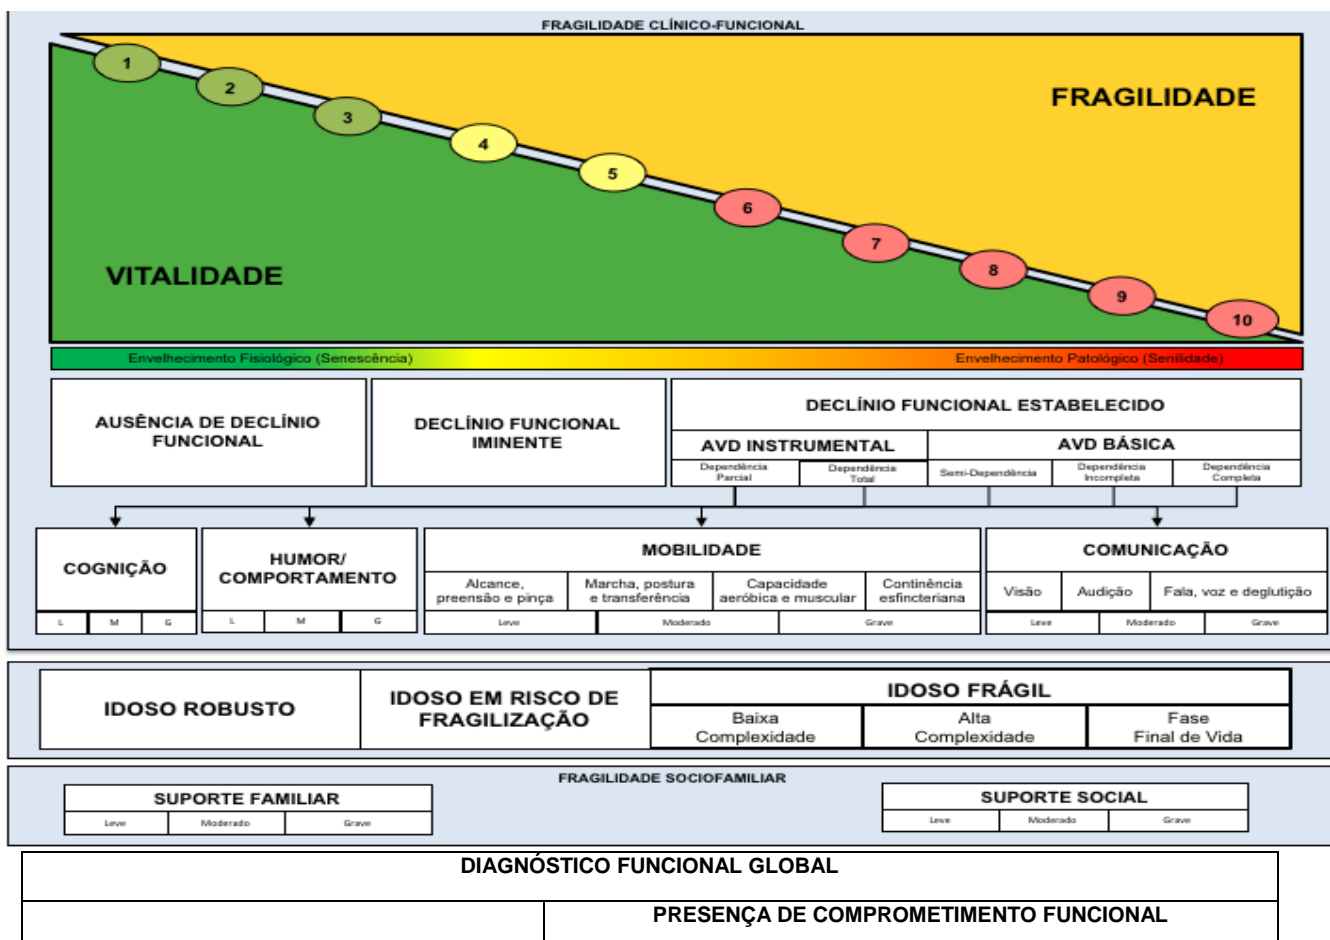 FRAGILIDADE CLÍNICO-FUNCIONAL
1
2
3
4
5
6
7
8
9
10
FRAGILIDADE
VITALIDADE
Envelhecimento Fisiológico (Senescência)
Envelhecimento Patológico (Senilidade)
AUSÊNCIA DE DECLÍNIO
FUNCIONAL
DECLÍNIO FUNCIONAL
IMINENTE
DECLÍNIO FUNCIONAL ESTABELECIDO
AVD INSTRUMENTAL
AVD BÁSICA
Dependência
Parcial
Dependência
Total
Semi-Dependência
Dependência
Incompleta
Dependência
Completa
COGNIÇÃO
L
M
G
HUMOR/
COMPORTAMENTO
L
M
G
MOBILIDADE
Alcance,
preensão e pinça
Marcha, postura
e transferência
Capacidade
aeróbica e muscular
Continência
esfincteriana
Leve
Moderado
Grave
COMUNICAÇÃO
Visão
Audição
Fala, voz e deglutição
Leve
Moderado
Grave
IDOSO ROBUSTO
IDOSO EM RISCO DE
FRAGILIZAÇÃO
IDOSO FRÁGIL
Baixa
Complexidade
Alta
Complexidade
Fase
Final de Vida
FRAGILIDADE SOCIOFAMILIAR
SUPORTE FAMILIAR
Leve
Moderado
Grave
SUPORTE SOCIAL
Leve
Moderado
Grave
DIAGNÓSTICO FUNCIONAL GLOBAL
PRESENÇA DE COMPROMETIMENTO FUNCIONAL